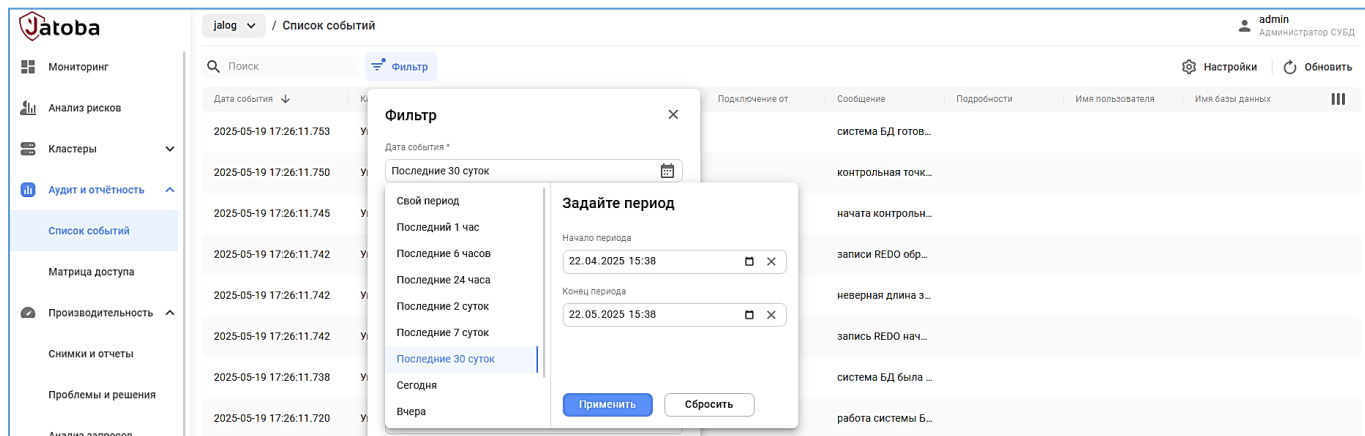 Jatoba
jalog / Список событий
admin
Администратор СУБД
Мониторинг
Анализ рисков
Кластеры
Аудит и отчётность
Список событий
Матрица доступа
Производительность
Снимки и отчеты
Проблемы и решения
Поиск
Фильтр
Настройки
Обновить
Дата события
Подключение от
Сообщение
Подробности
Имя пользователя
Имя базы данных
2025-05-19 17:26:11.753
система БД готов...
2025-05-19 17:26:11.750
контрольная точк...
2025-05-19 17:26:11.745
начата контрольн...
2025-05-19 17:26:11.742
записи REDO обр...
2025-05-19 17:26:11.742
неверная длина з...
2025-05-19 17:26:11.742
запись REDO нач...
2025-05-19 17:26:11.738
система БД была ...
2025-05-19 17:26:11.720
работа системы Б...
Фильтр
Дата события *
Последние 30 суток
Свой период
Последний 1 час
Последние 6 часов
Последние 24 часа
Последние 2 суток
Последние 7 суток
Последние 30 суток
Сегодня
Вчера
Задайте период
Начало периода
22.04.2025 15:38
Конец периода
22.05.2025 15:38
Применить
Сбросить